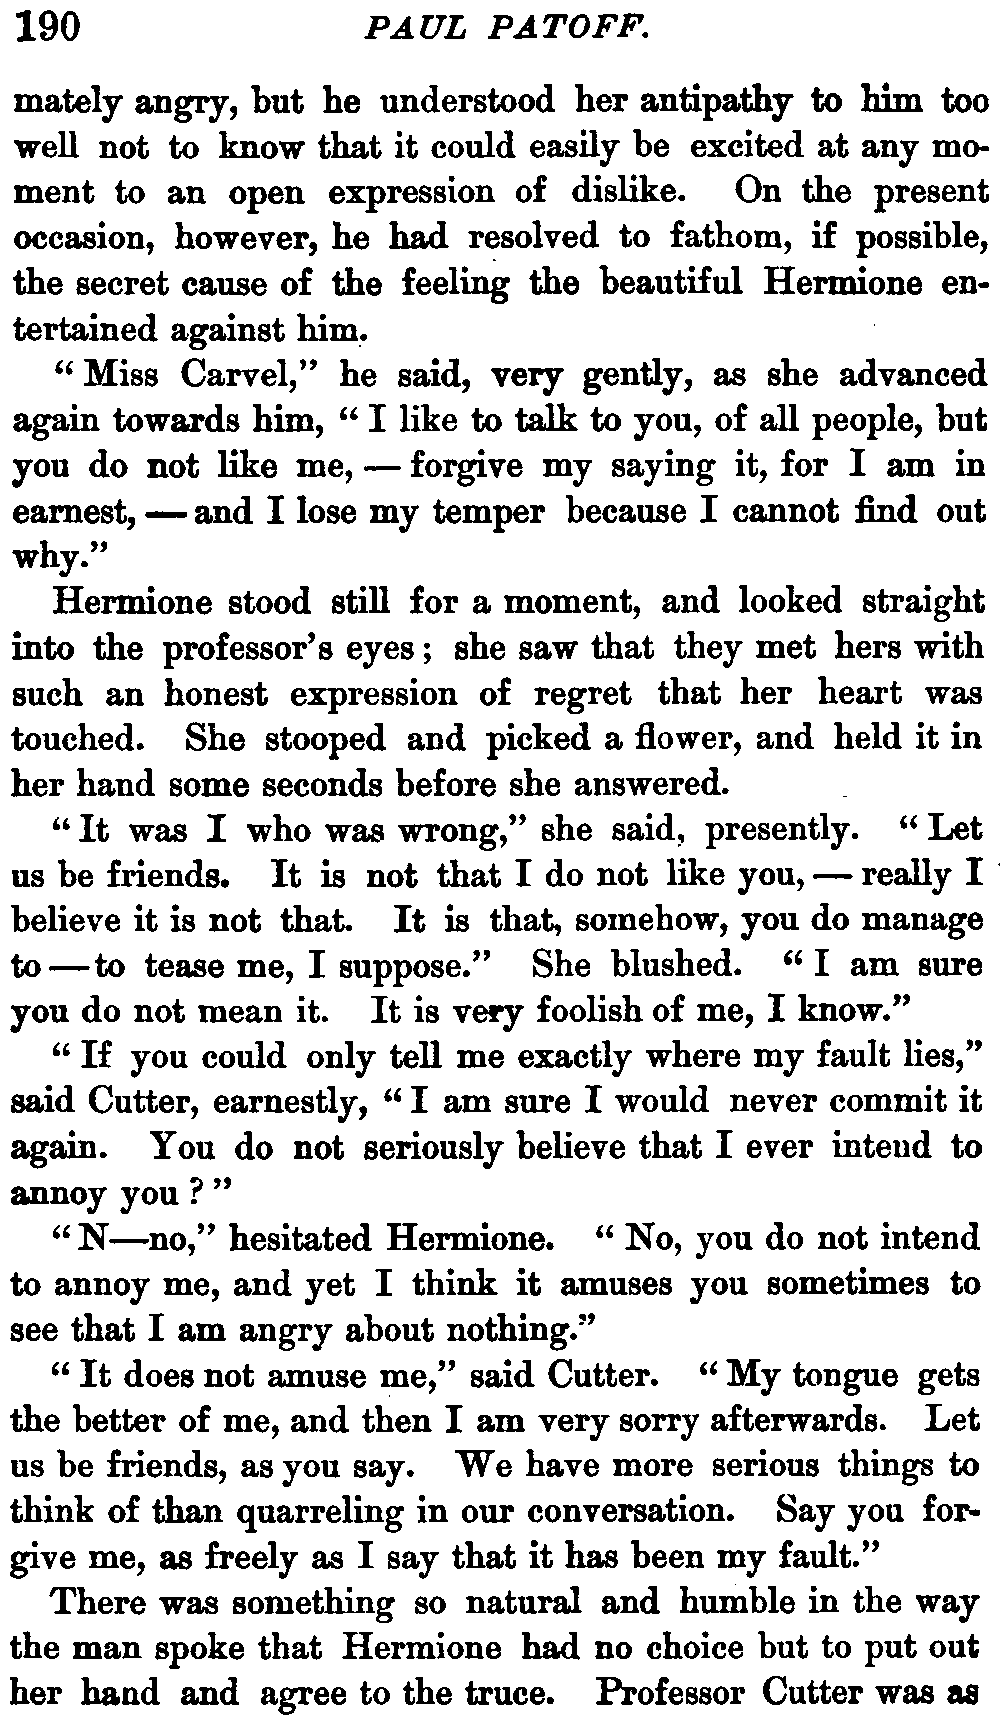 190 PAUL PATOFF.
mately angry, but he understood her antipathy to him too
well not to know that it could easily be excited at any mo-
ment to an open expression of dislike. On the present
occasion, however, he had resolved to fathom, if possible,
the secret cause of the feeling the beautiful Hermione en-
tertained against him.
“Miss Carvel,” he said, very gently, as she advanced
again towards him, “I like to talk to you, of all people, but
you do not like me, — forgive my saying it, for I am in
earnest, — and I lose my temper because I cannot find out
why.”
Hermione stood still for a moment, and looked straight
into the professor’s eyes; she saw that they met hers with
such an honest expression of regret that her heart was
touched. She stooped and picked a flower, and held it in
her hand some seconds before she answered.
“It was I who was wrong,” she said, presently. “Let
us be friends. It is not that I do not like you, — really I
believe it is not that. It is that, somehow, you do manage
to — to tease me, I suppose.” She blushed. “I am sure
you do not mean it. It is very foolish of me, I know.”
“If you could only tell me exactly where my fault lies,”
said Cutter, earnestly, “I am sure I would never commit it
again. You do not seriously believe that I ever intend to
annoy you?”
“N—no,” hesitated Hermione. “No, you do not intend
to annoy me, and yet I think it amuses you sometimes to
see that I am angry about nothing.”
“It does not amuse me,” said Cutter. “My tongue gets
the better of me, and then I am very sorry afterwards. Let
us be friends, as you say. We have more serious things to
think of than quarreling in our conversation. Say you for-
give me, as freely as I say that it has been my fault.”
There was something so natural and humble in the way
the man spoke that Hermione had no choice but to put out
her hand and agree to the truce. Professor Cutter was as